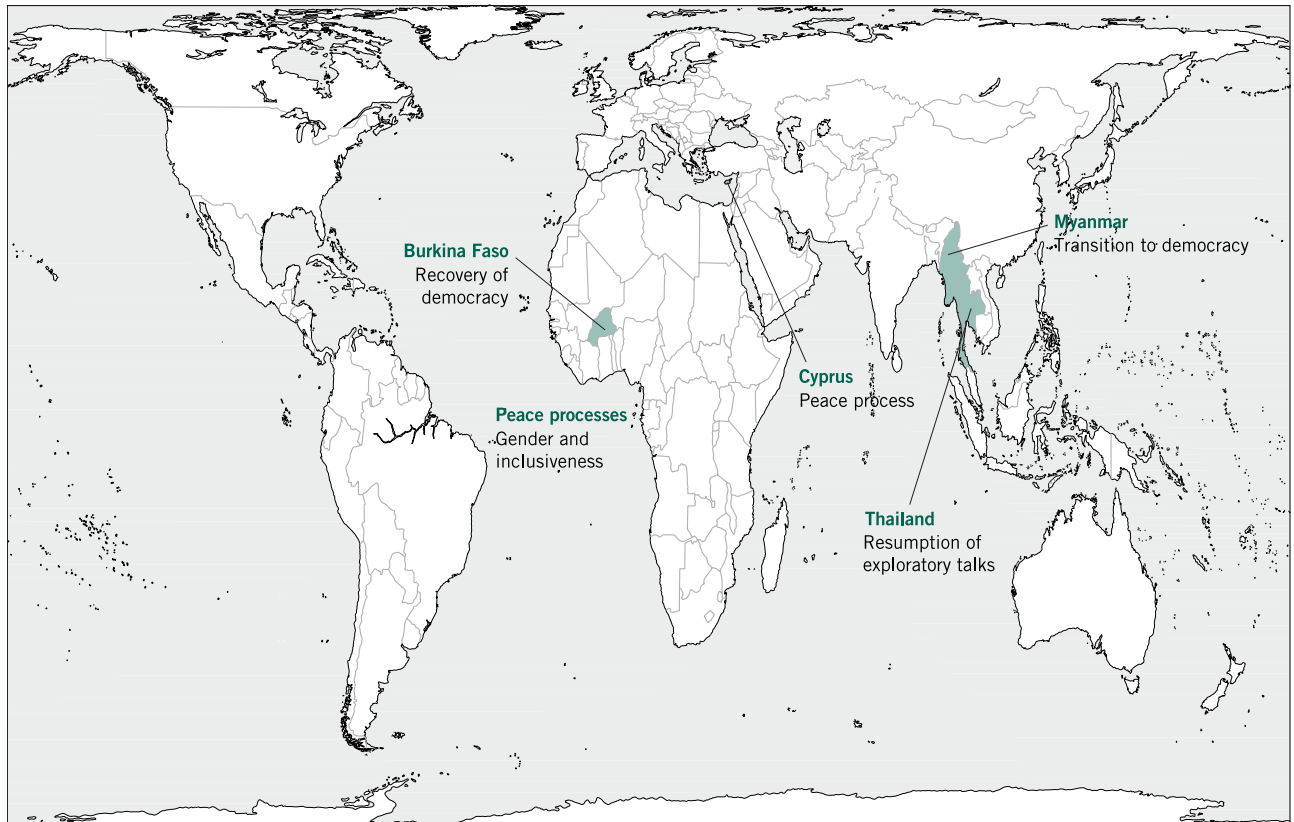 Myanmar
Transition to democracy
Burkina Faso
Recovery of
democracy
Cyprus
Peace process
Peace processes
Gender and
inclusiveness
Thailand
Resumption of
exploratory talks